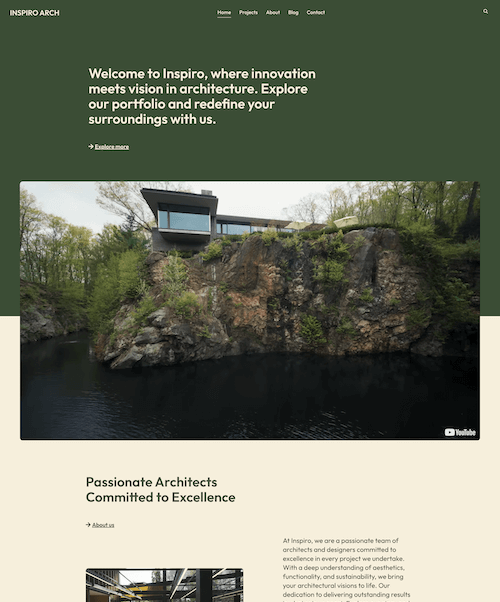 INSPIRO ARCH
Home Projects About Blog Contact
Welcome to Inspiro, where innovation
meets vision in architecture. Explore
our portfolio and redefine your
surroundings with us.
→ Explore more
YouTube
Passionate Architects
Committed to Excellence
→ About us
At Inspiro, we are a passionate team of
architects and designers committed to
excellence in every project we undertake.
With a deep understanding of aesthetics,
functionality, and sustainability, we bring
your architectural visions to life. Our
dedication to delivering outstanding results